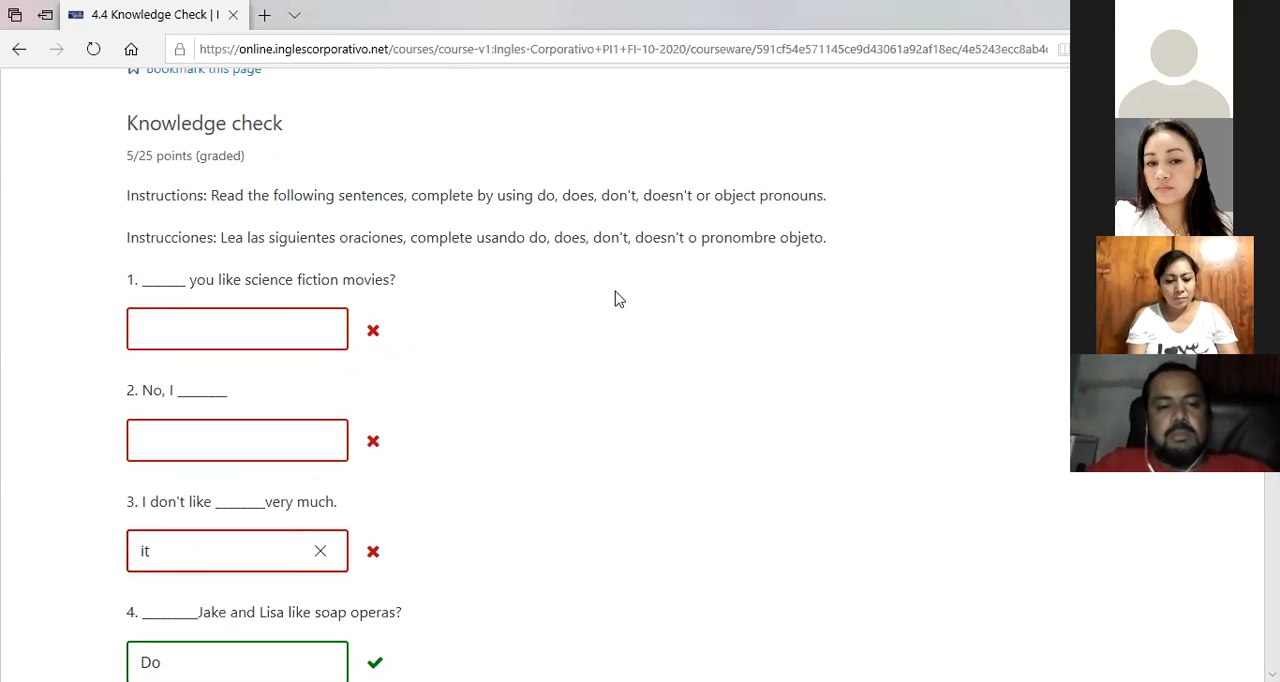 4.4 Knowledge Check | I
https://online.inglescorporativo.net/courses/course-v1:Ingles-Corporativo+PI1+FI-10-2020/courseware/591cf54e571145ce9d43061a92af18ec/4e5243ecc8ab4c
Bookmark this page
Knowledge check
5/25 points (graded)
Instructions: Read the following sentences, complete by using do, does, don't, doesn't or object pronouns.
Instrucciones: Lea las siguientes oraciones, complete usando do, does, don't, doesn't o pronombre objeto.
1. ______ you like science fiction movies?
2. No, I _______
3. I don't like _______very much.
it
4. ________Jake and Lisa like soap operas?
Do